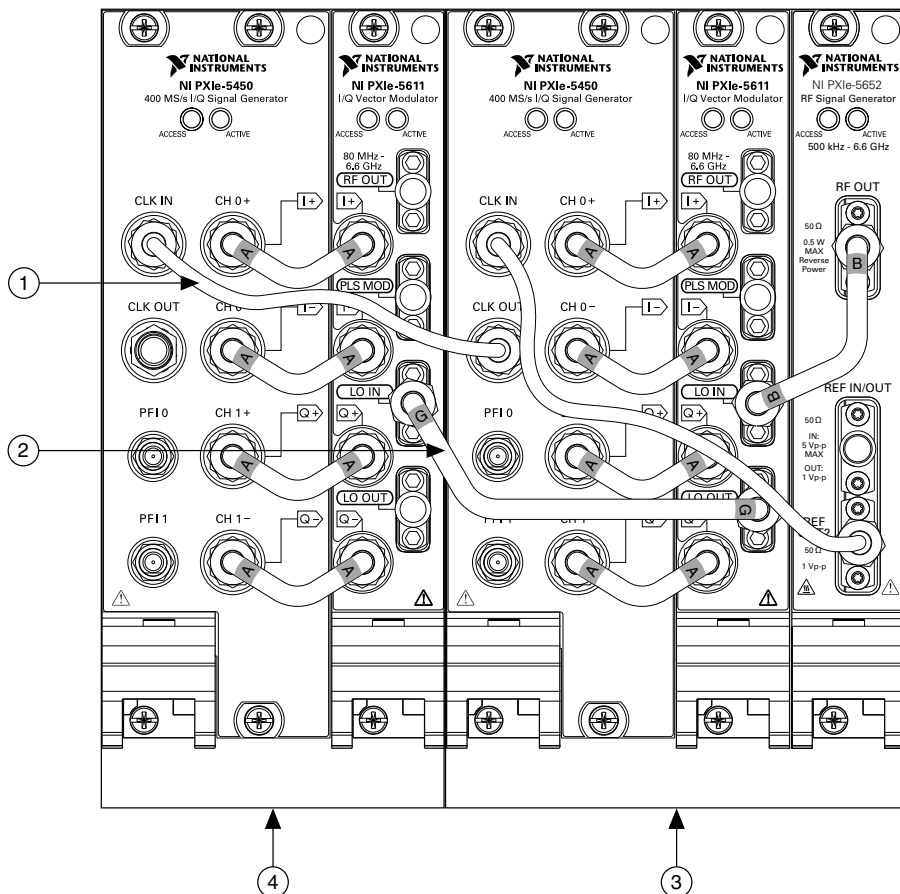 NATIONAL
INSTRUMENTS
NI PXIe-5450
400 MS/s I/Q Signal Generator
ACCESS
ACTIVE
CLK IN
CH 0+
I+
CLK OUT
CH 0
I-
PFI 0
CH 1+
Q+
PFI 1
CH 1-
Q-
A
A
A
A
NATIONAL
INSTRUMENTS
NI PXIe-5611
I/Q Vector Modulator
ACCESS
ACTIVE
80 MHz -
6.6 GHz
RF OUT
I+
PLS MOD
I-
LO IN
Q+
LO OUT
Q-
A
A
A
A
G
NATIONAL
INSTRUMENTS
NI PXIe-5450
400 MS/s I/Q Signal Generator
ACCESS
ACTIVE
CLK IN
CH 0+
I+
CLK OUT
CH 0-
I-
PFI 0
Q+
A
A
A
A
NATIONAL
INSTRUMENTS
NI PXIe-5611
I/Q Vector Modulator
ACCESS
ACTIVE
80 MHz -
6.6 GHz
RF OUT
I+
PLS MOD
I-
LO IN
Q+
LO OUT
A
A
A
A
B
G
NATIONAL
INSTRUMENTS
NI PXIe-5652
RF Signal Generator
ACCESS
ACTIVE
500 kHz - 6.6 GHz
RF OUT
50 Ω
0.5 W
MAX
Reverse
Power
B
REF IN/OUT
50 Ω
IN:
5 Vp-p
MAX
OUT:
1 Vp-p
50 Ω
1 Vp-p
1
2
4
3